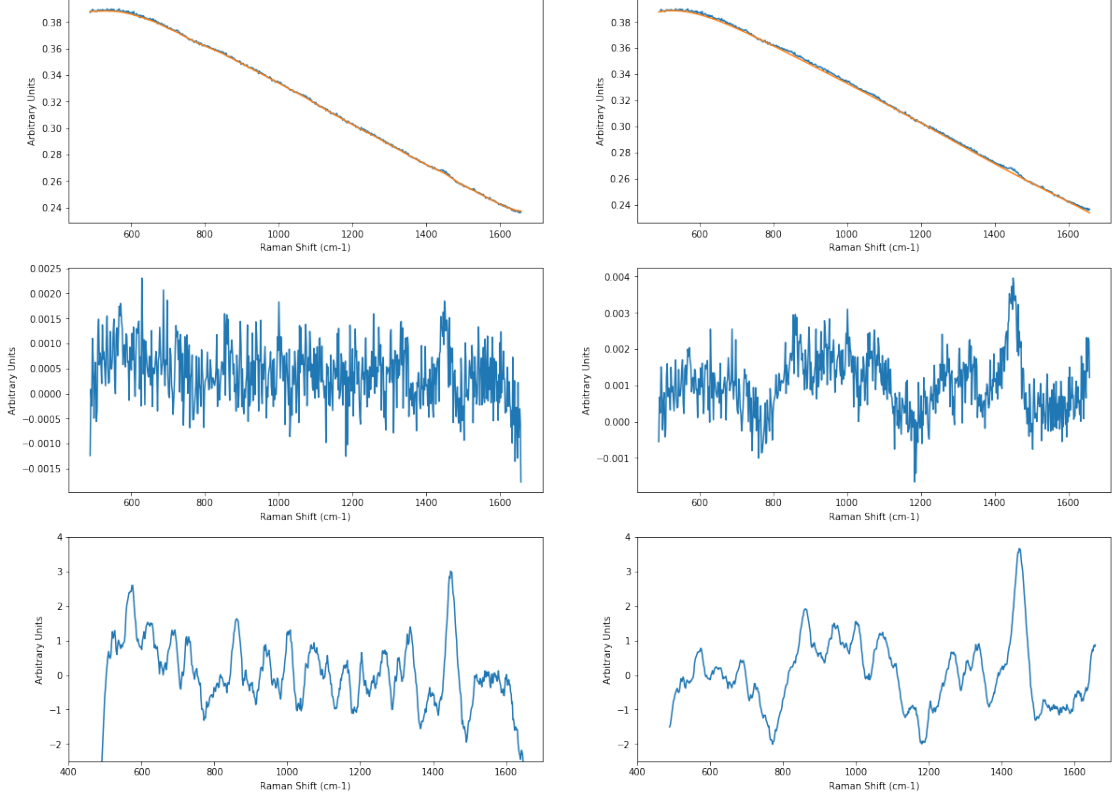 0.38
0.36
0.34
0.32
0.30
0.28
0.26
0.24
Arbitrary Units
600 800 1000 1200 1400 1600
Raman Shift (cm-1)
0.38
0.36
0.34
0.32
0.30
0.28
0.26
0.24
Arbitrary Units
600 800 1000 1200 1400 1600
Raman Shift (cm-1)
0.0025
0.0020
0.0015
0.0010
0.0005
0.0000
−0.0005
−0.0010
−0.0015
Arbitrary Units
600 800 1000 1200 1400 1600
Raman Shift (cm-1)
0.004
0.003
0.002
0.001
0.000
−0.001
Arbitrary Units
600 800 1000 1200 1400 1600
Raman Shift (cm-1)
4
3
2
1
0
−1
−2
Arbitrary Units
400 600 800 1000 1200 1400 1600
Raman Shift (cm-1)
4
3
2
1
0
−1
−2
Arbitrary Units
400 600 800 1000 1200 1400 1600
Raman Shift (cm-1)